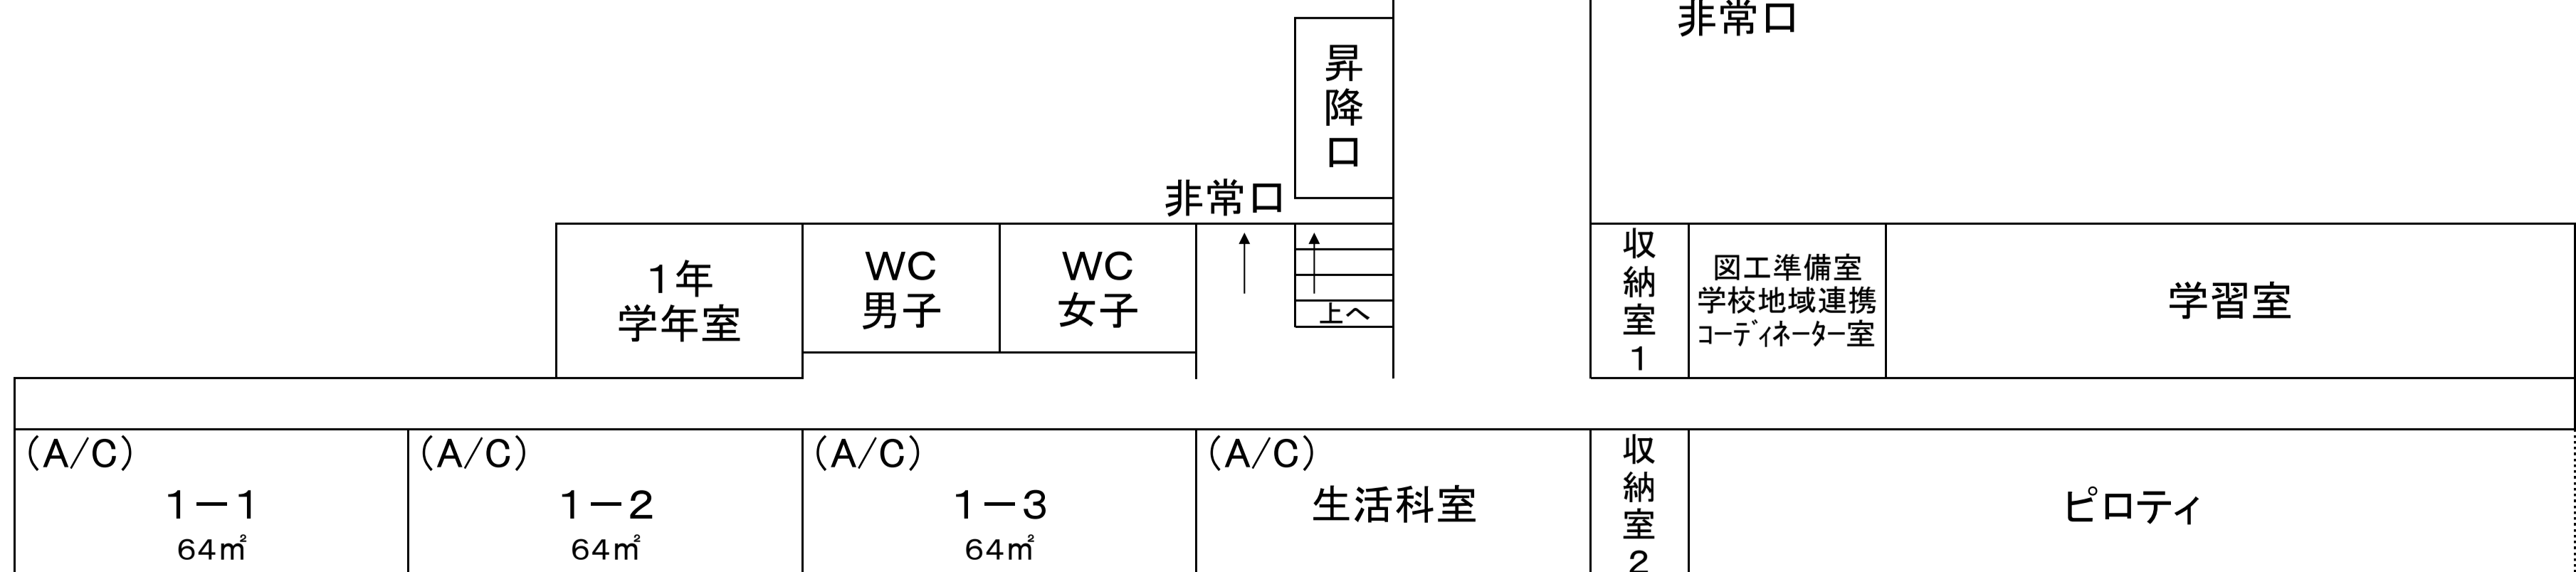 非常口
昇降口
非常口
1年
学年室
WC
男子
WC
女子
上へ
収納室1
図工準備室
学校地域連携
ｺｰﾃﾞｨﾈｰﾀｰ室
学習室
(A/C)
1－1
64㎡
(A/C)
1－2
64㎡
(A/C)
1－3
64㎡
(A/C)
生活科室
収納室2
ピロティ